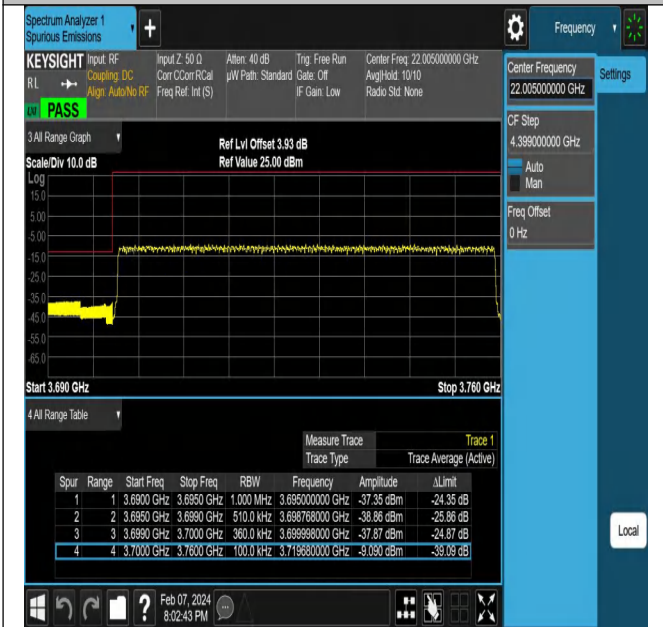 Spectrum Analyzer 1
Spurious Emissions
+
Frequency
KEYSIGHT Input: RF Input Z: 50 Ω Atten: 40 dB Trig: Free Run Center Freq: 22.005000000 GHz
RL Coupling: DC Corr CCorr RCal µW Path: Standard Gate: Off Avg|Hold: 10/10
Align: Auto/No RF Freq Ref: Int (S) IF Gain: Low Radio Std: None
PASS
Center Frequency
22.005000000 GHz
Settings
CF Step
4.399000000 GHz
Auto
Man
Freq Offset
0 Hz
3 All Range Graph
Ref Lvl Offset 3.93 dB
Scale/Div 10.0 dB Ref Value 25.00 dBm
Log
15.0
5.00
-5.00
-15.0
-25.0
-35.0
-45.0
-55.0
-65.0
Start 3.690 GHz Stop 3.760 GHz
4 All Range Table
Measure Trace Trace 1
Trace Type Trace Average (Active)
Spur Range Start Freq Stop Freq RBW Frequency Amplitude ΔLimit
1 1 3.6900 GHz 3.6950 GHz 1.000 MHz 3.695000000 GHz -37.35 dBm -24.35 dB
2 2 3.6950 GHz 3.6990 GHz 510.0 kHz 3.698768000 GHz -38.86 dBm -25.86 dB
3 3 3.6990 GHz 3.7000 GHz 360.0 kHz 3.699998000 GHz -37.87 dBm -24.87 dB
4 4 3.7000 GHz 3.7600 GHz 100.0 kHz 3.719680000 GHz -9.090 dBm -39.09 dB
Local
? Feb 07, 2024
8:02:43 PM